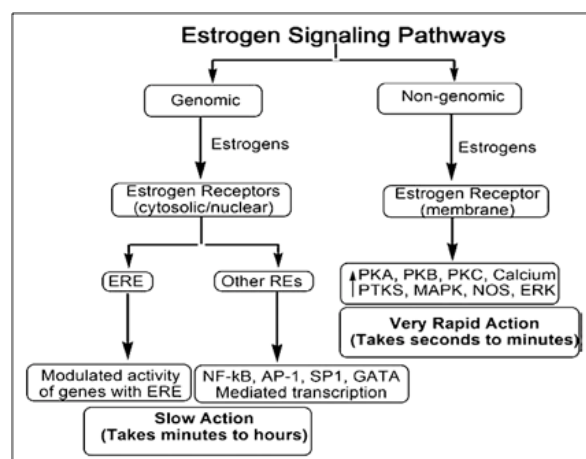 Estrogen Signaling Pathways
Genomic
Non-genomic
Estrogens
Estrogens
Estrogen Receptors
(cytosolic/nuclear)
Estrogen Receptor
(membrane)
ERE
Other REs
PKA, PKB, PKC, Calcium
PTKS, MAPK, NOS, ERK
Very Rapid Action
(Takes seconds to minutes)
Modulated activity
of genes with ERE
NF-kB, AP-1, SP1, GATA
Mediated transcription
Slow Action
(Takes minutes to hours)